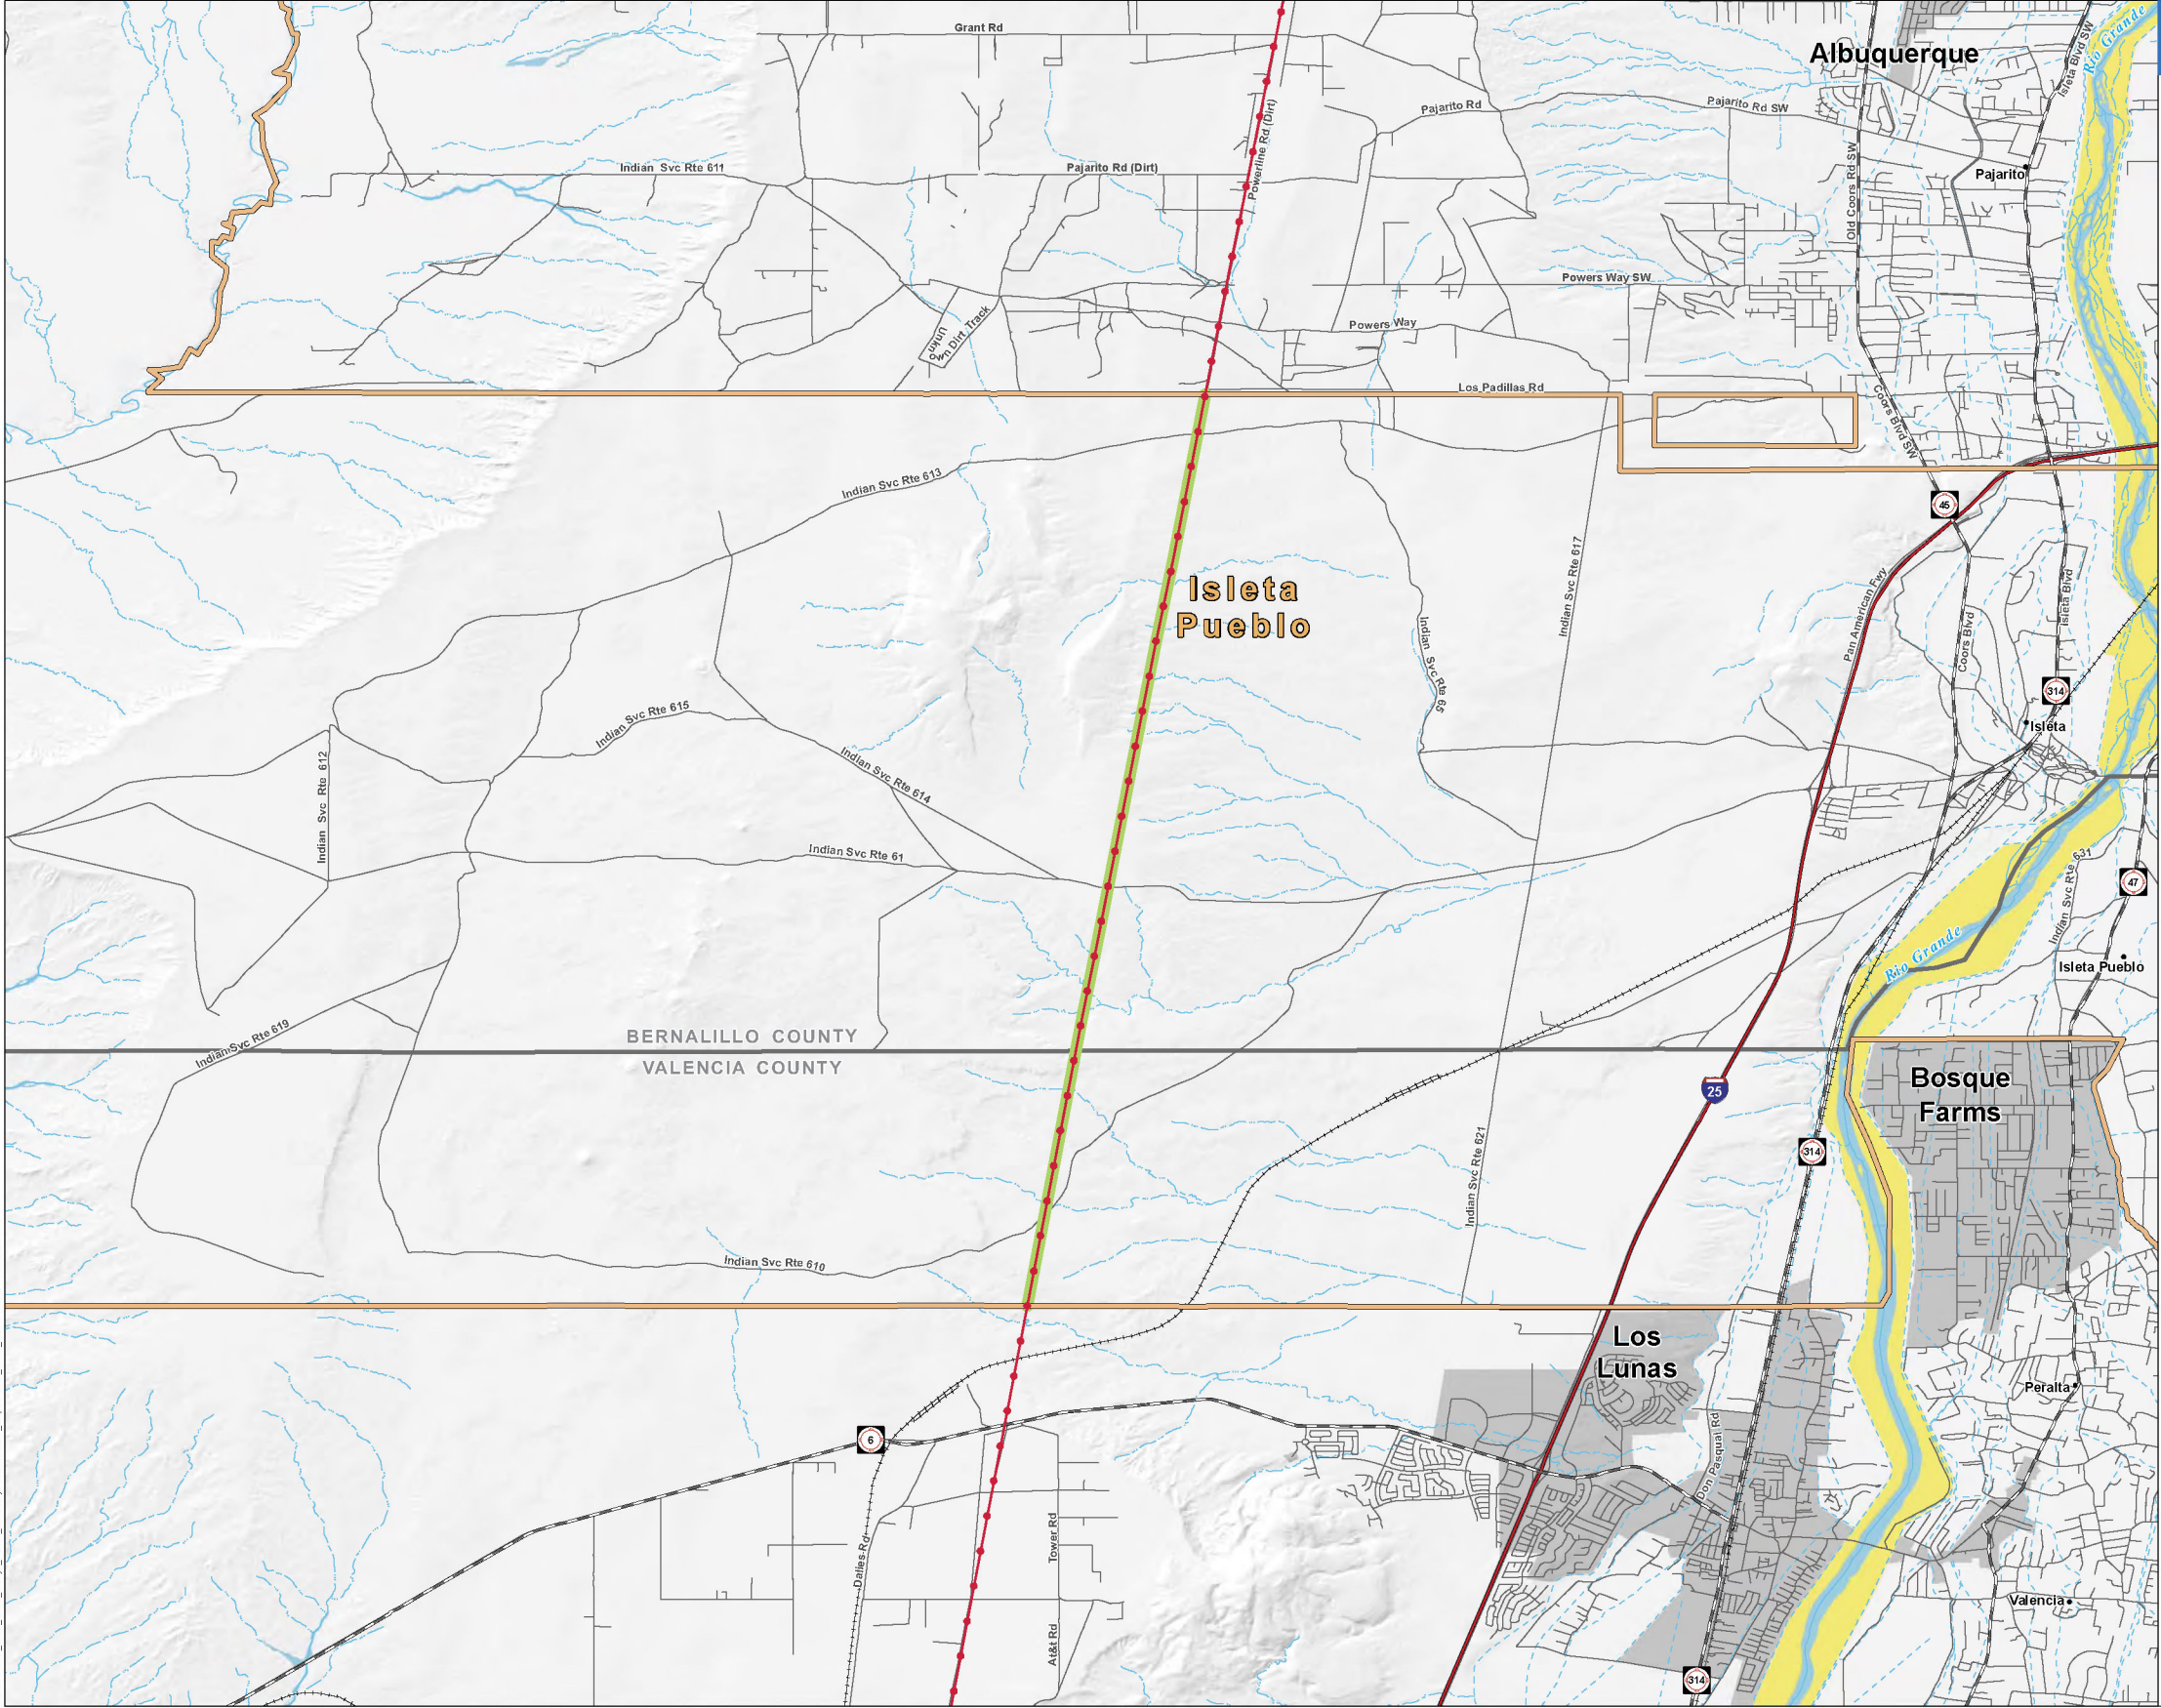 Grant Rd
Rio Grande
Isleta Blvd SW
Albuquerque
Powerline Rd (Dirt)
Pajarito Rd
Pajarito Rd SW
Indian Svc Rte 611
Pajarito Rd (Dirt)
Old Coors Rd SW
Pajarito
Powers Way SW
Unkno
wn Dirt Track
Powers Way
Los Padillas Rd
Coors Blvd SW
Indian Svc Rte 613
45
Indian Svc Rte 617
Isleta
Pueblo
Pan American Fwy
Coors Blvd
Isleta Blvd
Indian Svc Rte 65
314
Isleta
Indian Svc Rte 615
Indian Svc Rte 612
Indian Svc Rte 614
Indian Svc Rte 61
Indian Svc Rte 631
47
Rio Grande
Isleta Pueblo
Indian Svc Rte 619
BERNALILLO COUNTY
VALENCIA COUNTY
25
Bosque
Farms
314
Indian Svc Rte 621
Indian Svc Rte 610
Los
Lunas
Peralta
6
Don Pasqual Rd
Dalies Rd
Tower Rd
Valencia
At&t Rd
314